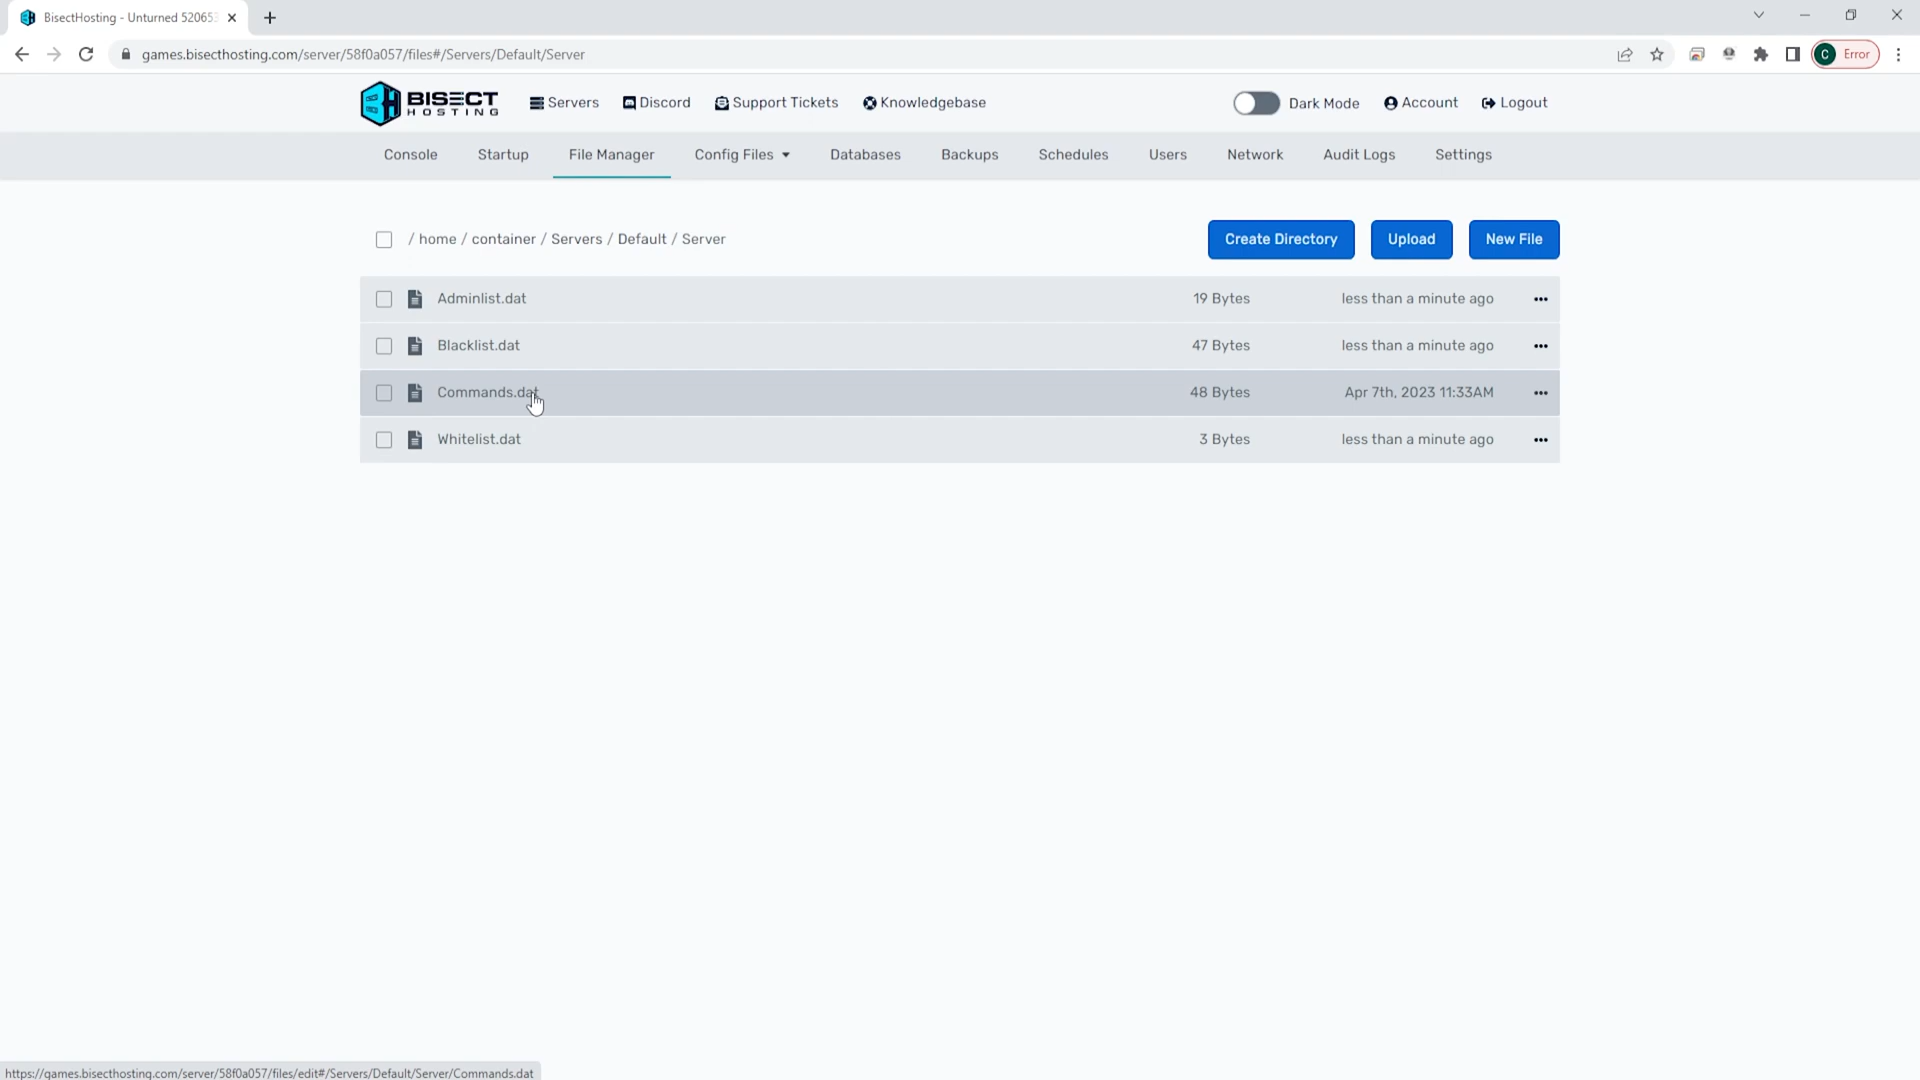 BisectHosting - Unturned 52065
games.bisecthosting.com/server/58f0a057/files#/Servers/Default/Server
C Error
BISECT
HOSTING
Servers
Discord
Support Tickets
Knowledgebase
Dark Mode
Account
Logout
Console
Startup
File Manager
Config Files
Databases
Backups
Schedules
Users
Network
Audit Logs
Settings
/ home / container / Servers / Default / Server
Create Directory
Upload
New File
Adminlist.dat 19 Bytes less than a minute ago
Blacklist.dat 47 Bytes less than a minute ago
Commands.dat 48 Bytes Apr 7th, 2023 11:33AM
Whitelist.dat 3 Bytes less than a minute ago
https://games.bisecthosting.com/server/58f0a057/files/edit#/Servers/Default/Server/Commands.dat